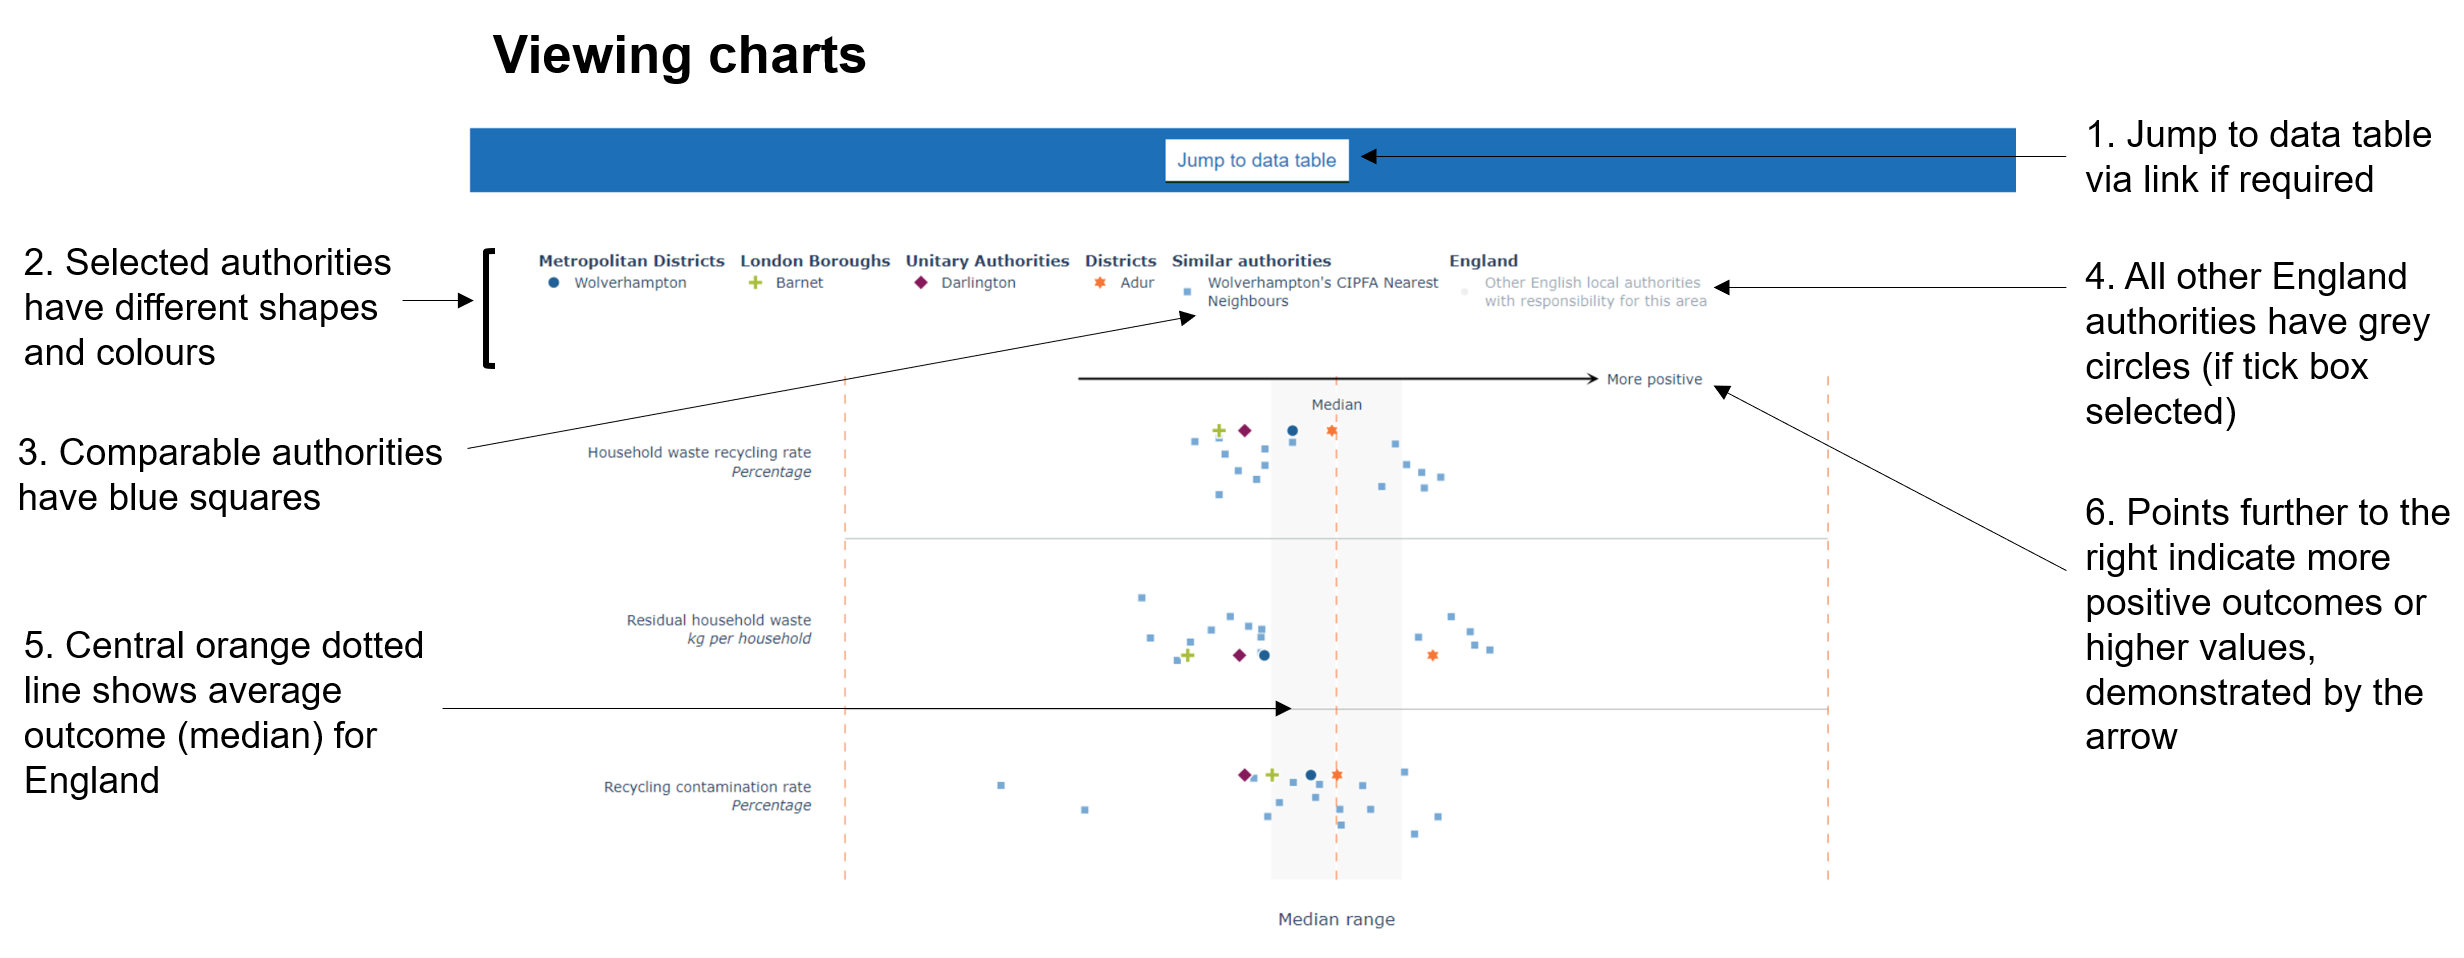 Viewing charts
Jump to data table
1. Jump to data table
via link if required
2. Selected authorities
have different shapes
and colours
Metropolitan Districts
Wolverhampton
London Boroughs
Barnet
Unitary Authorities
Darlington
Districts
Adur
Similar authorities
Wolverhampton's CIPFA Nearest
Neighbours
England
Other English local authorities
with responsibility for this area
4. All other England
authorities have grey
circles (if tick box
selected)
3. Comparable authorities
have blue squares
More positive
Median
Household waste recycling rate
Percentage
6. Points further to the
right indicate more
positive outcomes or
higher values,
demonstrated by the
arrow
Residual household waste
kg per household
5. Central orange dotted
line shows average
outcome (median) for
England
Recycling contamination rate
Percentage
Median range